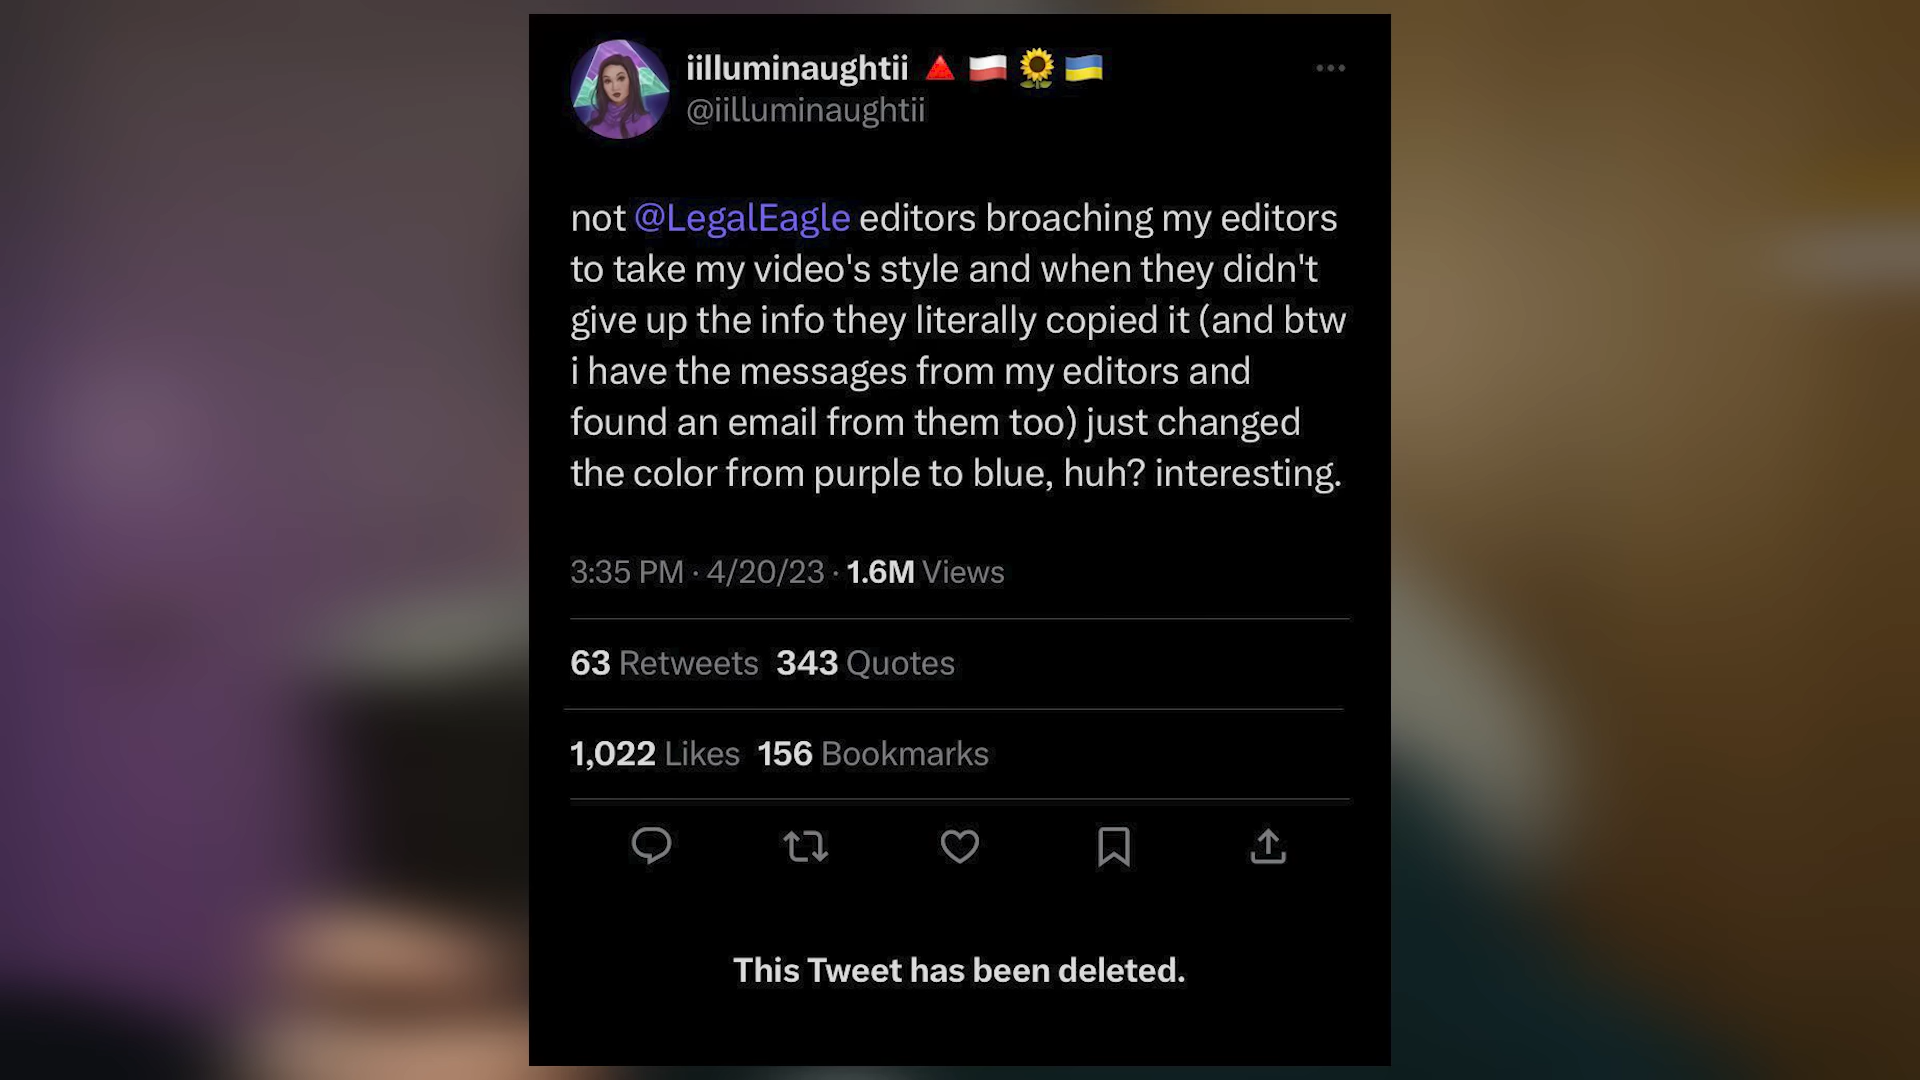 iilluminaughtii 🔺 🇵🇱 🌻 🇺🇦
@iilluminaughtii
not @LegalEagle editors broaching my editors
to take my video's style and when they didn't
give up the info they literally copied it (and btw
i have the messages from my editors and
found an email from them too) just changed
the color from purple to blue, huh? interesting.
3:35 PM · 4/20/23 · 1.6M Views
63 Retweets 343 Quotes
1,022 Likes 156 Bookmarks
This Tweet has been deleted.